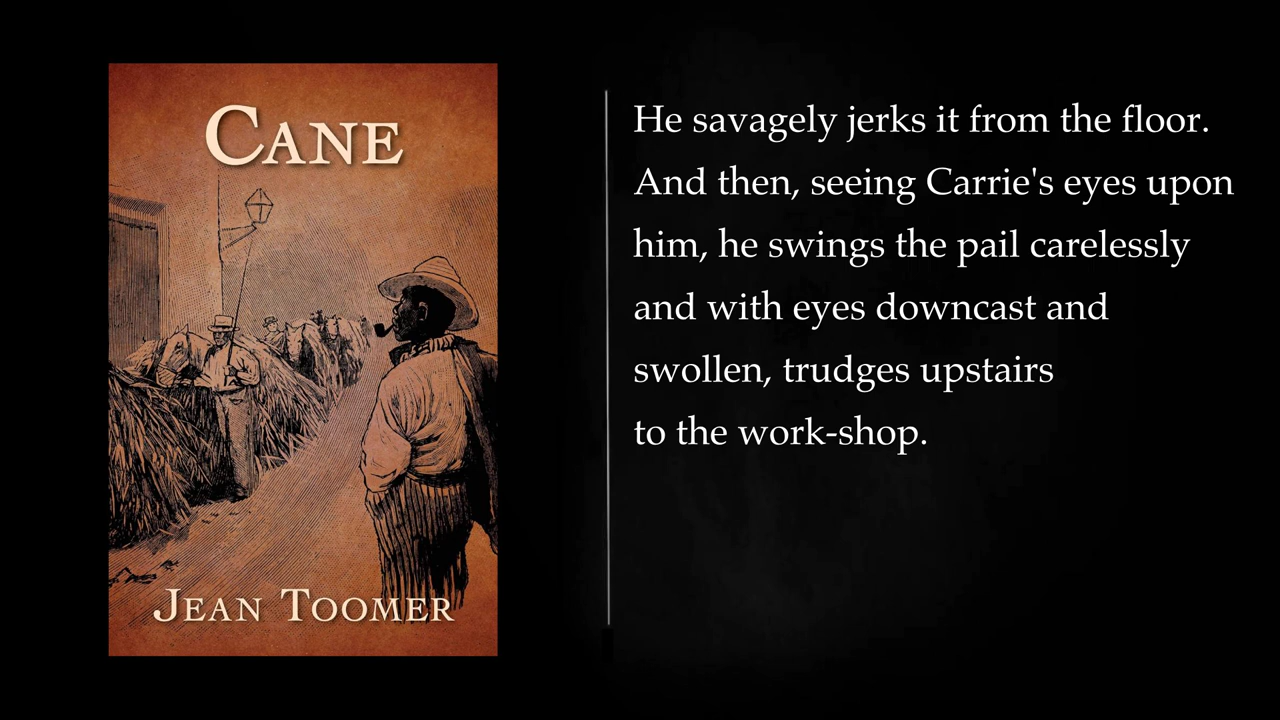 CANE
JEAN TOOMER
He savagely jerks it from the floor.
And then, seeing Carrie's eyes upon
him, he swings the pail carelessly
and with eyes downcast and
swollen, trudges upstairs
to the work-shop.